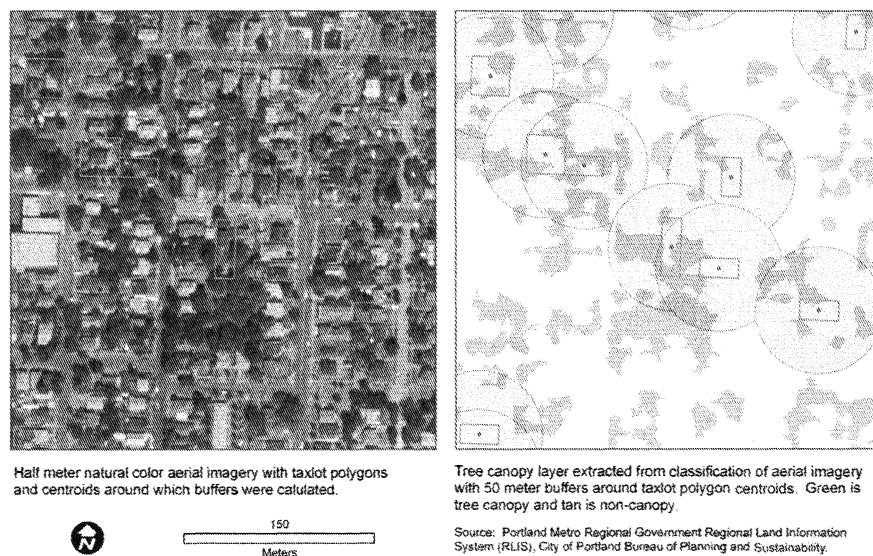 Half meter natural color aerial imagery with taxlot polygons
and centroids around which buffers were calulated.
N
150
Meters
Tree canopy layer extracted from classification of aerial imagery
with 50 meter buffers around taxlot polygon centroids. Green is
tree canopy and tan is non-canopy.
Source: Portland Metro Regional Government Regional Land Information
System (RLIS), City of Portland Bureau of Planning and Sustainability.